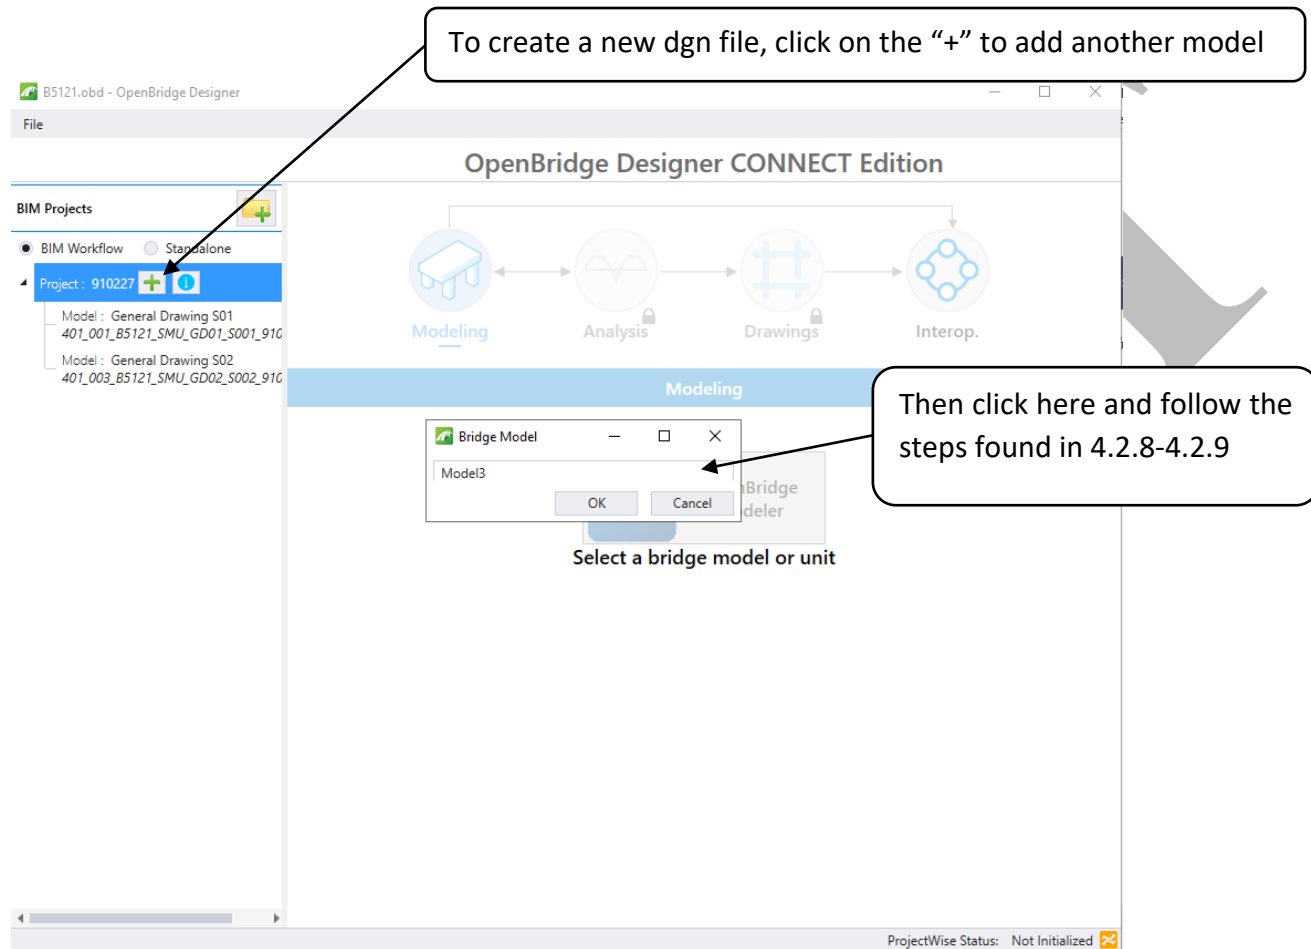 To create a new dgn file, click on the “+” to add another model
B5121.obd - OpenBridge Designer
File
OpenBridge Designer CONNECT Edition
BIM Projects
BIM Workflow
Standalone
Project : 910227
Model : General Drawing S01
401_001_B5121_SMU_GD01_S001_910
Model : General Drawing S02
401_003_B5121_SMU_GD02_S002_910
Modeling
Analysis
Drawings
Interop.
Modeling
Then click here and follow the
steps found in 4.2.8-4.2.9
Bridge Model
Model3
OK
Cancel
nBridge
deler
Select a bridge model or unit
ProjectWise Status: Not Initialized